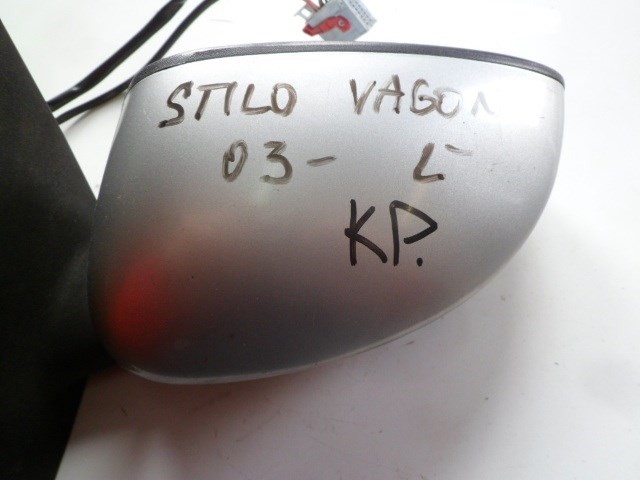 STILO VAGON
03- L
KP.